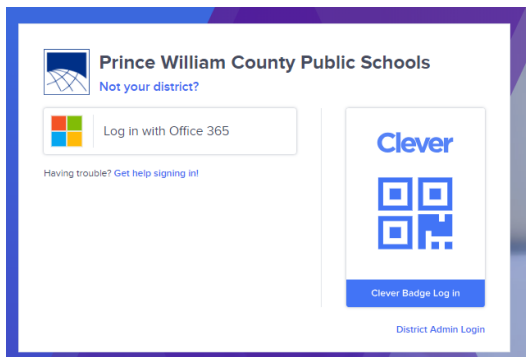 Prince William County Public Schools
Not your district?
Log in with Office 365
Having trouble? Get help signing in!
Clever
Clever Badge Log in
District Admin Login